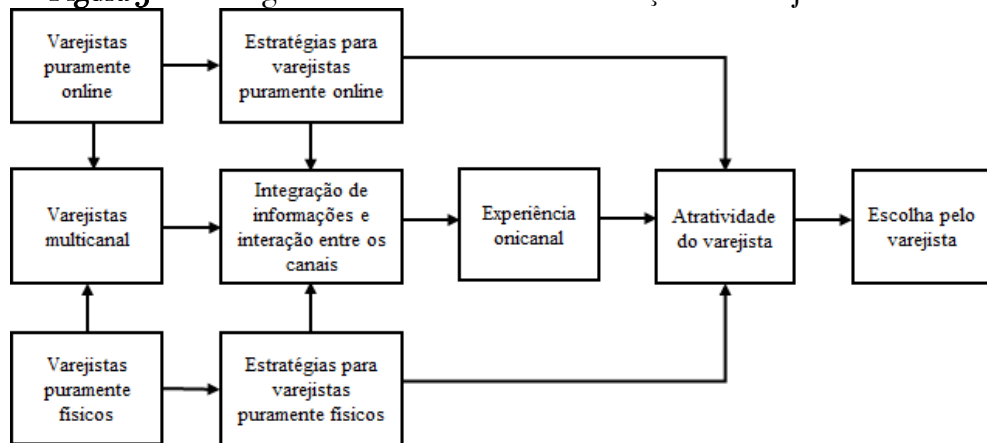 Varejistas
puramente
online
Estratégias para
varejistas
puramente online
Varejistas
multicanal
Integração de
informações e
interação entre os
canais
Experiência
onicanal
Atratividade
do varejista
Escolha pelo
varejista
Varejistas
puramente
físicos
Estratégias para
varejistas
puramente físicos